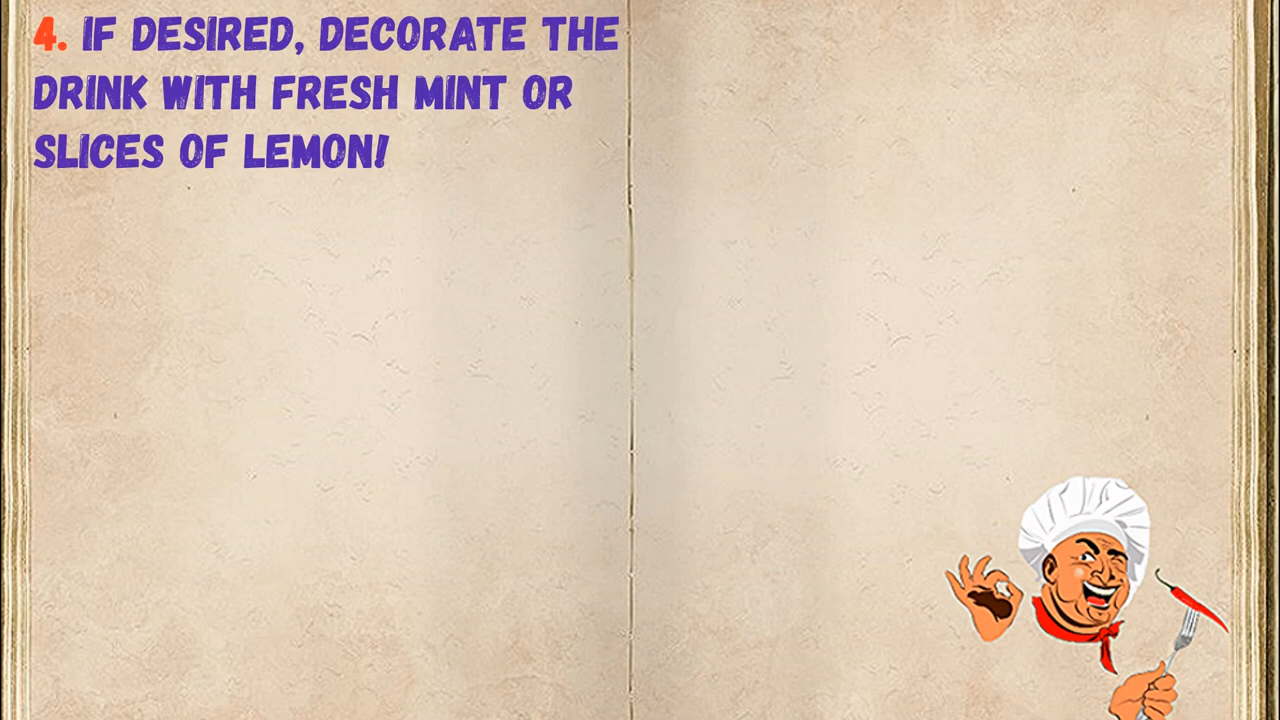 4. IF DESIRED, DECORATE THE
DRINK WITH FRESH MINT OR
SLICES OF LEMON!